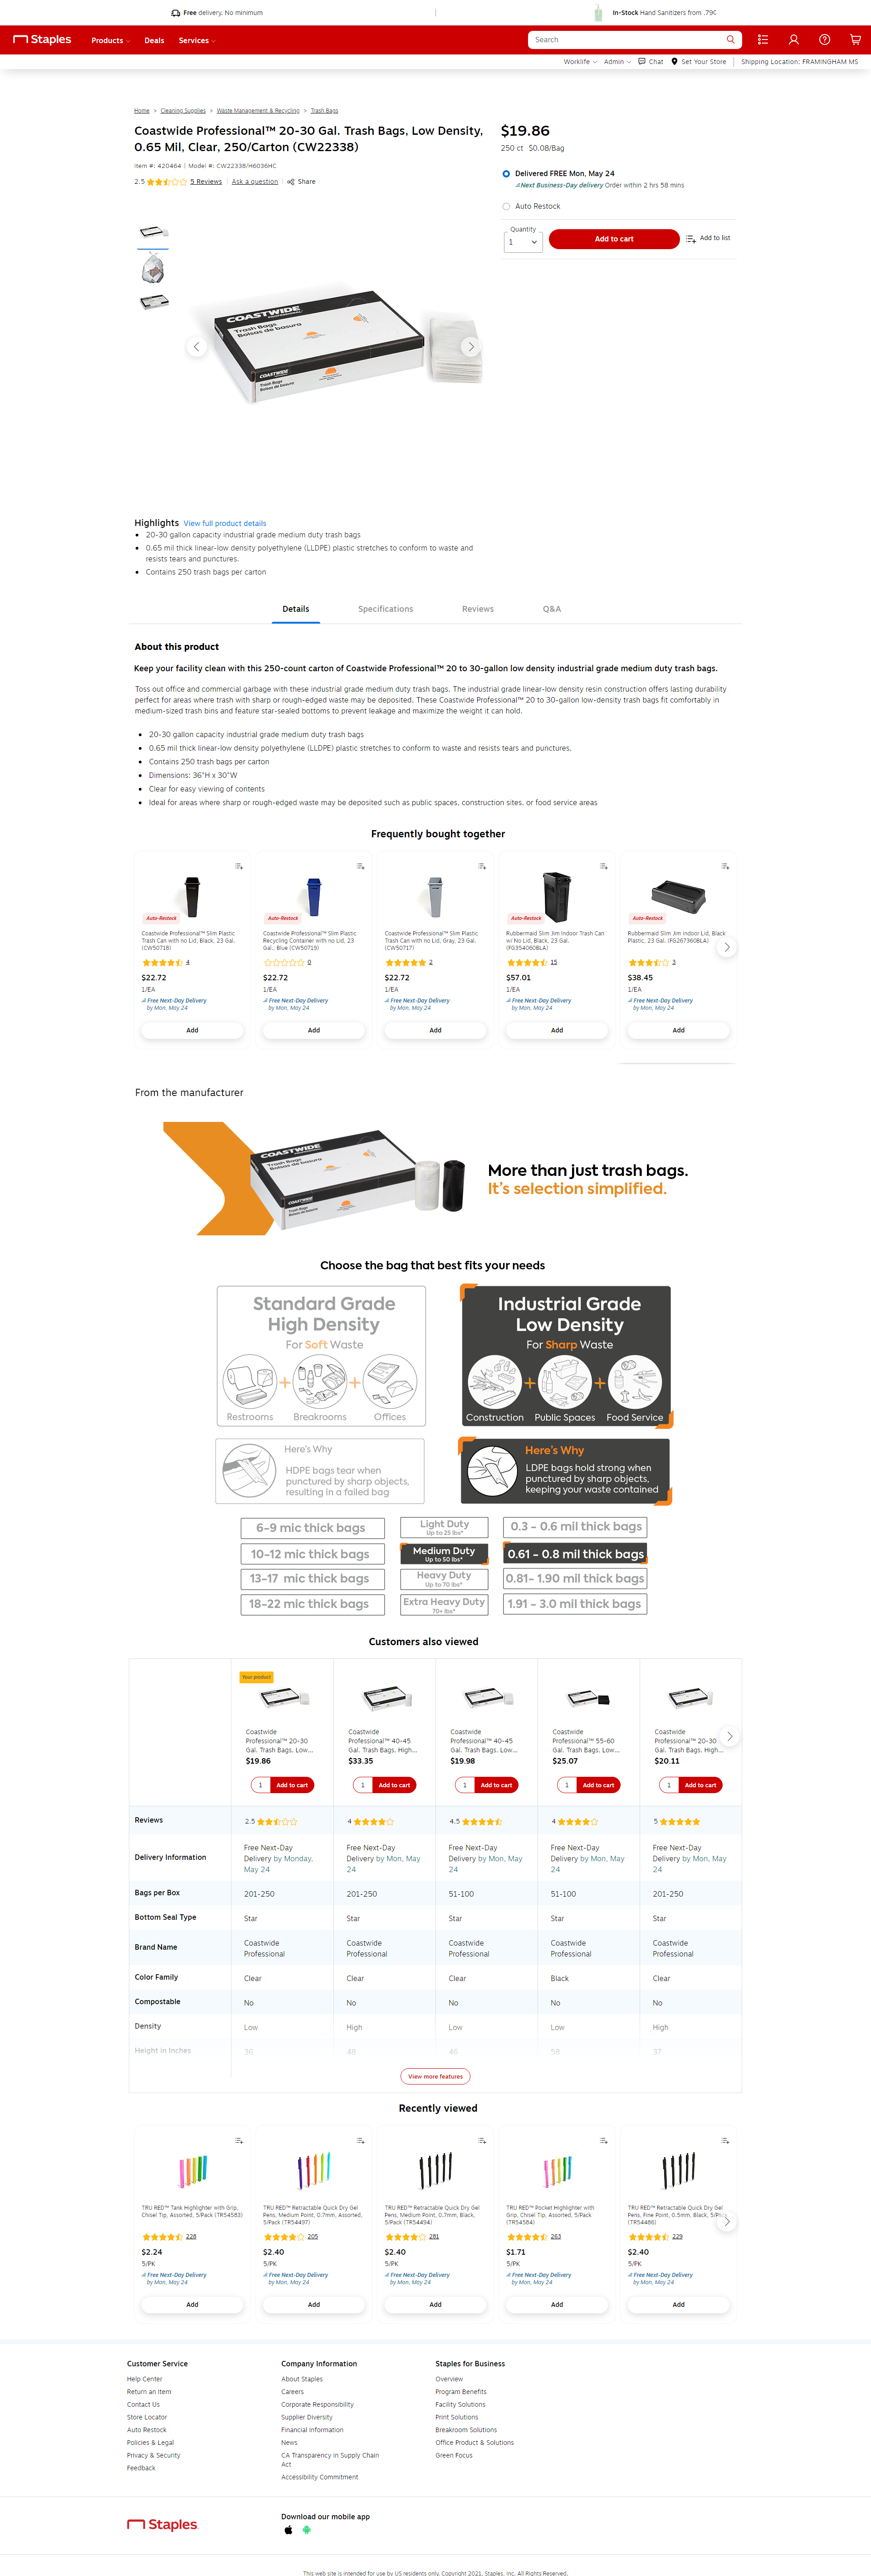 Free delivery. No minimum
In-Stock Hand Sanitizers from .79¢
Staples
Products
Deals
Services
Search
Worklife
Admin
Chat
Set Your Store
Shipping Location: FRAMINGHAM MS
Home > Cleaning Supplies > Waste Management & Recycling > Trash Bags
Coastwide Professional™ 20-30 Gal. Trash Bags, Low Density,
0.65 Mil, Clear, 250/Carton (CW22338)
Item #: 420464 | Model #: CW22338/H6036HC
2.5 5 Reviews | Ask a question | Share
$19.86
250 ct $0.08/Bag
Delivered FREE Mon, May 24
Next Business-Day delivery Order within 2 hrs 58 mins
Auto Restock
Quantity
1
Add to cart
Add to list
COASTWIDE
Trash Bags
Bolsas de basura
COASTWIDE
Trash Bags
Bolsas de basura
Highlights View full product details
20-30 gallon capacity industrial grade medium duty trash bags
0.65 mil thick linear-low density polyethylene (LLDPE) plastic stretches to conform to waste and
resists tears and punctures.
Contains 250 trash bags per carton
Details
Specifications
Reviews
Q&A
About this product
Keep your facility clean with this 250-count carton of Coastwide Professional™ 20 to 30-gallon low density industrial grade medium duty trash bags.
Toss out office and commercial garbage with these industrial grade medium duty trash bags. The industrial grade linear-low density resin construction offers lasting durability
perfect for areas where trash with sharp or rough-edged waste may be deposited. These Coastwide Professional™ 20 to 30-gallon low-density trash bags fit comfortably in
medium-sized trash bins and feature star-sealed bottoms to prevent leakage and maximize the weight it can hold.
20-30 gallon capacity industrial grade medium duty trash bags
0.65 mil thick linear-low density polyethylene (LLDPE) plastic stretches to conform to waste and resists tears and punctures.
Contains 250 trash bags per carton
Dimensions: 36"H x 30"W
Clear for easy viewing of contents
Ideal for areas where sharp or rough-edged waste may be deposited such as public spaces, construction sites, or food service areas
Frequently bought together
Auto-Restock
Coastwide Professional™ Slim Plastic
Trash Can with no Lid, Black, 23 Gal.
(CW50718)
4
$22.72
1/EA
Free Next-Day Delivery
by Mon, May 24
Add
Auto-Restock
Coastwide Professional™ Slim Plastic
Recycling Container with no Lid, 23
Gal., Blue (CW50719)
0
$22.72
1/EA
Free Next-Day Delivery
by Mon, May 24
Add
Coastwide Professional™ Slim Plastic
Trash Can with no Lid, Gray, 23 Gal.
(CW50717)
2
$22.72
1/EA
Free Next-Day Delivery
by Mon, May 24
Add
Auto-Restock
Rubbermaid Slim Jim Indoor Trash Can
w/ No Lid, Black, 23 Gal.
(FG354060BLA)
15
$57.01
1/EA
Free Next-Day Delivery
by Mon, May 24
Add
Auto-Restock
Rubbermaid Slim Jim Indoor Lid, Black
Plastic, 23 Gal. (FG267360BLA)
3
$38.45
1/EA
Free Next-Day Delivery
by Mon, May 24
Add
From the manufacturer
COASTWIDE
Trash Bags
Bolsas de basura
COASTWIDE
More than just trash bags.
It's selection simplified.
Choose the bag that best fits your needs
Standard Grade
High Density
For Soft Waste
Restrooms Breakrooms Offices
Industrial Grade
Low Density
For Sharp Waste
Construction Public Spaces Food Service
Here's Why
HDPE bags tear when
punctured by sharp objects,
resulting in a failed bag
Here's Why
LDPE bags hold strong when
punctured by sharp objects,
keeping your waste contained
6-9 mic thick bags
Light Duty
Up to 25 lbs*
0.3 - 0.6 mil thick bags
10-12 mic thick bags
Medium Duty
Up to 50 lbs*
0.61 - 0.8 mil thick bags
13-17 mic thick bags
Heavy Duty
Up to 70 lbs*
0.81- 1.90 mil thick bags
18-22 mic thick bags
Extra Heavy Duty
70+ lbs*
1.91 - 3.0 mil thick bags
Customers also viewed
Your product
Coastwide
Professional™ 20-30
Gal. Trash Bags, Low...
$19.86
1 Add to cart
Coastwide
Professional™ 40-45
Gal. Trash Bags, High...
$33.35
1 Add to cart
Coastwide
Professional™ 40-45
Gal. Trash Bags, Low...
$19.98
1 Add to cart
Coastwide
Professional™ 55-60
Gal. Trash Bags, Low...
$25.07
1 Add to cart
Coastwide
Professional™ 20-30
Gal. Trash Bags, High...
$20.11
1 Add to cart
Reviews 2.5 4 4.5 4 5
Delivery Information
Free Next-Day
Delivery by Monday,
May 24
Free Next-Day
Delivery by Mon, May
24
Free Next-Day
Delivery by Mon, May
24
Free Next-Day
Delivery by Mon, May
24
Free Next-Day
Delivery by Mon, May
24
Bags per Box 201-250 201-250 51-100 51-100 201-250
Bottom Seal Type Star Star Star Star Star
Brand Name
Coastwide
Professional
Coastwide
Professional
Coastwide
Professional
Coastwide
Professional
Coastwide
Professional
Color Family Clear Clear Clear Black Clear
Compostable No No No No No
Density Low High Low Low High
Height in Inches 36 48 46 58 37
View more features
Recently viewed
TRU RED™ Tank Highlighter with Grip,
Chisel Tip, Assorted, 5/Pack (TR54583)
228
$2.24
5/PK
Free Next-Day Delivery
by Mon, May 24
Add
TRU RED™ Retractable Quick Dry Gel
Pens, Medium Point, 0.7mm, Assorted,
5/Pack (TR54497)
205
$2.40
5/PK
Free Next-Day Delivery
by Mon, May 24
Add
TRU RED™ Retractable Quick Dry Gel
Pens, Medium Point, 0.7mm, Black,
5/Pack (TR54494)
281
$2.40
5/PK
Free Next-Day Delivery
by Mon, May 24
Add
TRU RED™ Pocket Highlighter with
Grip, Chisel Tip, Assorted, 5/Pack
(TR54584)
263
$1.71
5/PK
Free Next-Day Delivery
by Mon, May 24
Add
TRU RED™ Retractable Quick Dry Gel
Pens, Fine Point, 0.5mm, Black, 5/Pack
(TR54486)
229
$2.40
5/PK
Free Next-Day Delivery
by Mon, May 24
Add
Customer Service
Help Center
Return an Item
Contact Us
Store Locator
Auto Restock
Policies & Legal
Privacy & Security
Feedback
Company Information
About Staples
Careers
Corporate Responsibility
Supplier Diversity
Financial Information
News
CA Transparency in Supply Chain
Act
Accessibility Commitment
Staples for Business
Overview
Program Benefits
Facility Solutions
Print Solutions
Breakroom Solutions
Office Product & Solutions
Green Focus
Staples
Download our mobile app
This web site is intended for use by US residents only. Copyright 2021, Staples, Inc. All Rights Reserved.